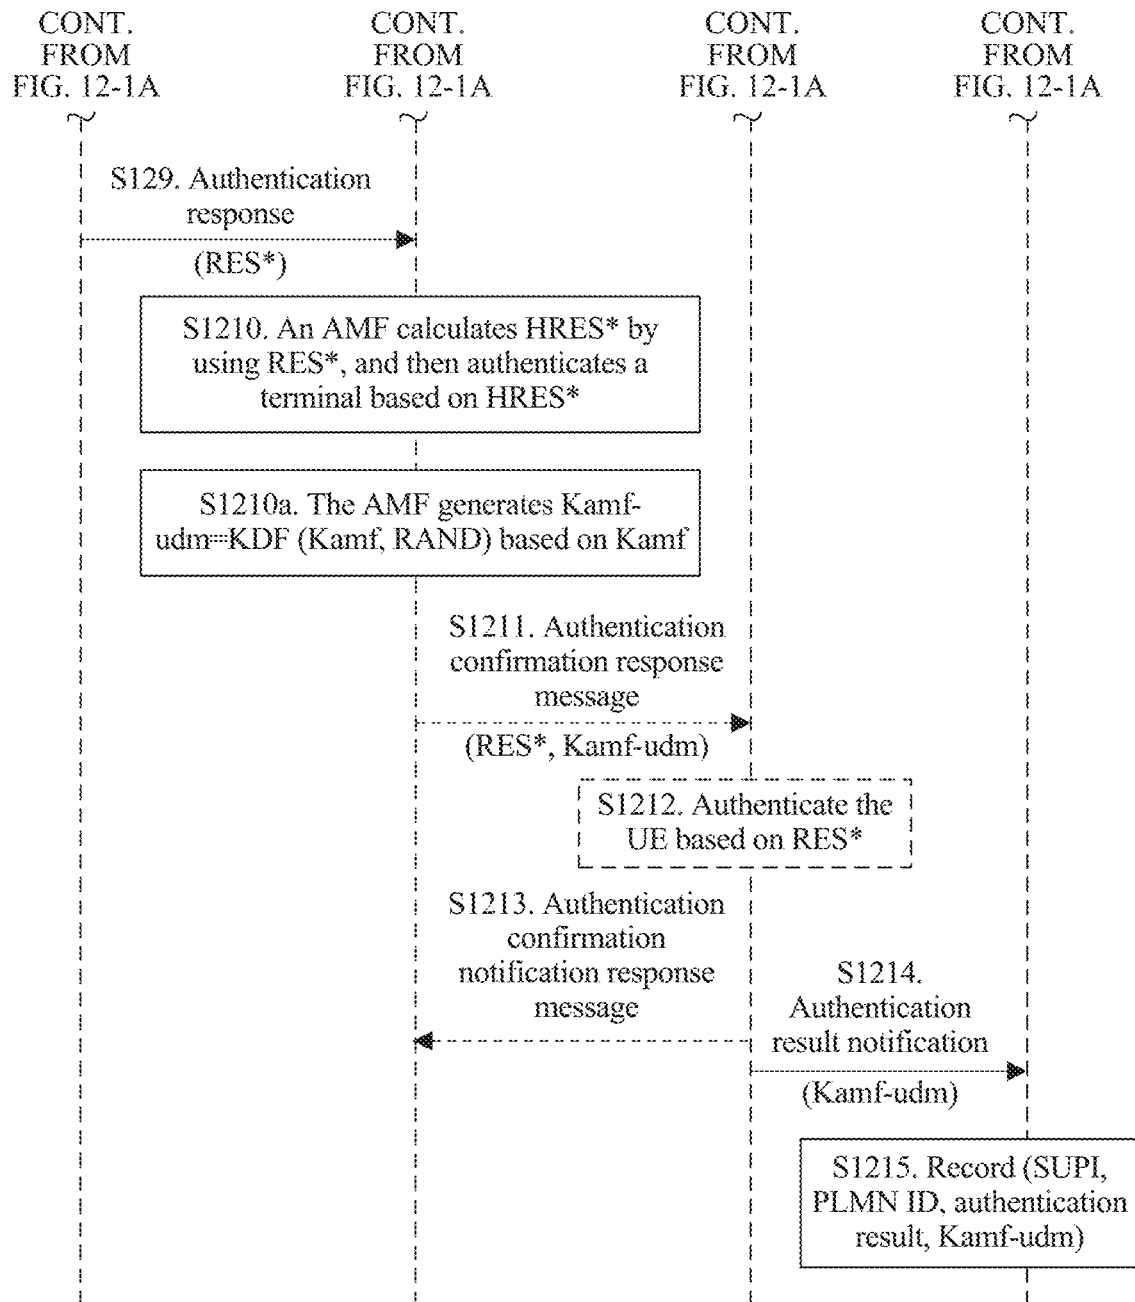 CONT.
FROM
FIG. 12-1A
CONT.
FROM
FIG. 12-1A
CONT.
FROM
FIG. 12-1A
CONT.
FROM
FIG. 12-1A
S129. Authentication
response
(RES*)
S1210. An AMF calculates HRES* by
using RES*, and then authenticates a
terminal based on HRES*
S1210a. The AMF generates Kamf-
udm=KDF (Kamf, RAND) based on Kamf
S1211. Authentication
confirmation response
message
(RES*, Kamf-udm)
S1212. Authenticate the
UE based on RES*
S1213. Authentication
confirmation
notification response
message
S1214.
Authentication
result notification
(Kamf-udm)
S1215. Record (SUPI,
PLMN ID, authentication
result, Kamf-udm)